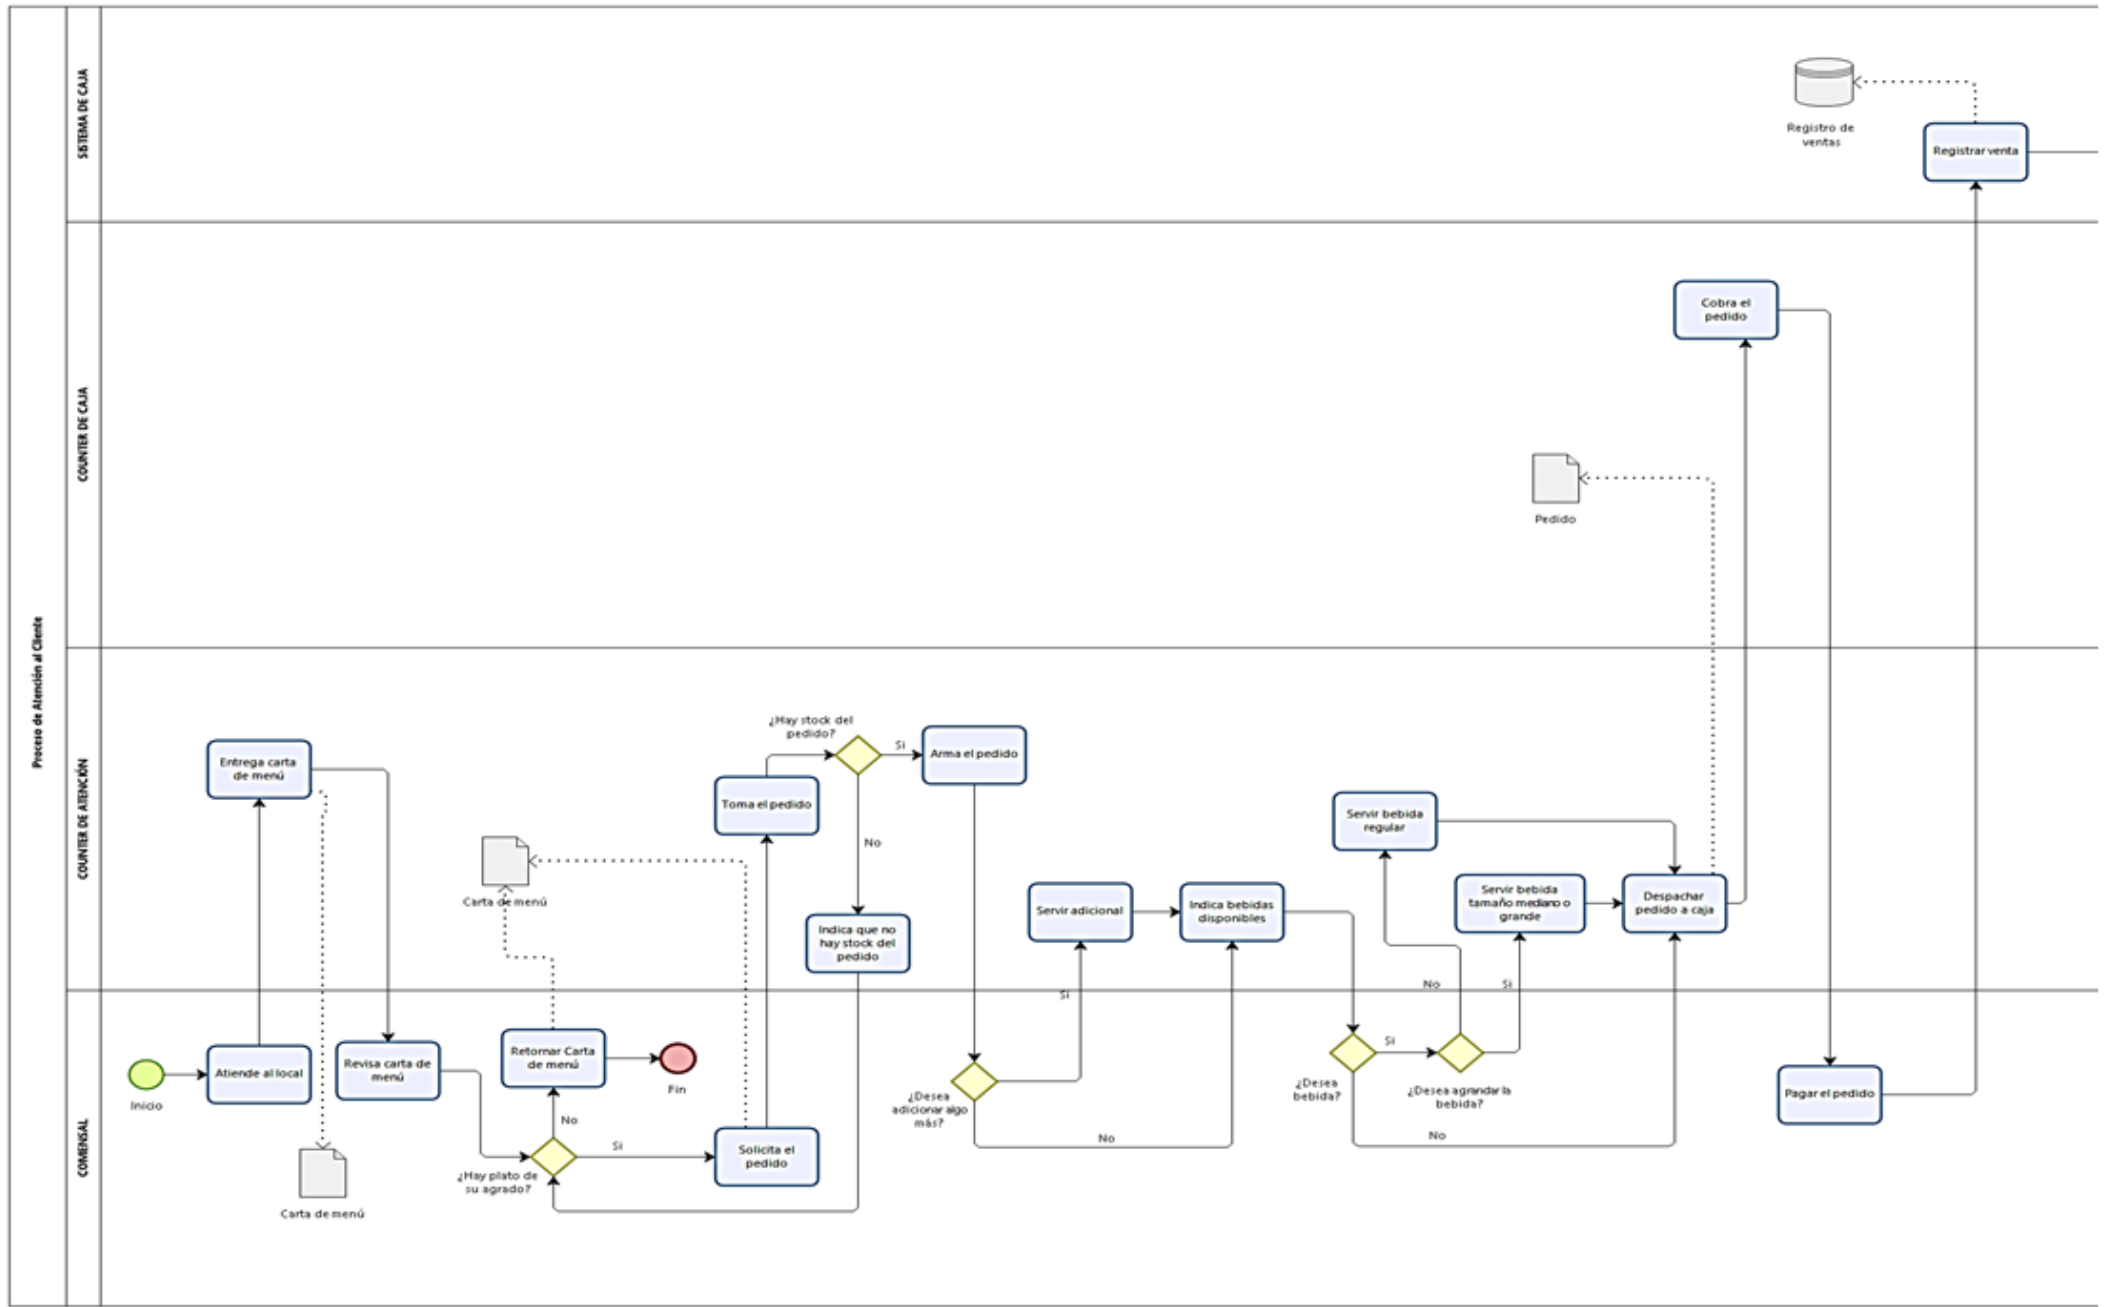 Proceso de Atención al Cliente
SISTEMA DE CAJA
Registro de
ventas
Registrar venta
COUNTER DE CAJA
Cobra el
pedido
Pedido
COUNTER DE ATENCIÓN
Entrega carta
de menú
Carta de menú
¿Hay stock del
pedido?
Toma el pedido
Si
Arma el pedido
No
Indica que no
hay stock del
pedido
Servir adicional
Indica bebidas
disponibles
Servir bebida
regular
Servir bebida
tamaño mediano o
grande
Despachar
pedido a caja
No
Si
Si
COMENSAL
Inicio
Atiende al local
Revisa carta de
menú
Carta de menú
Retornar Carta
de menú
Fin
No
¿Hay plato de
su agrado?
Si
Solicita el
pedido
¿Desea
adicionar algo
más?
No
¿Desea
bebida?
Si
¿Desea agrandar la
bebida?
No
Pagar el pedido